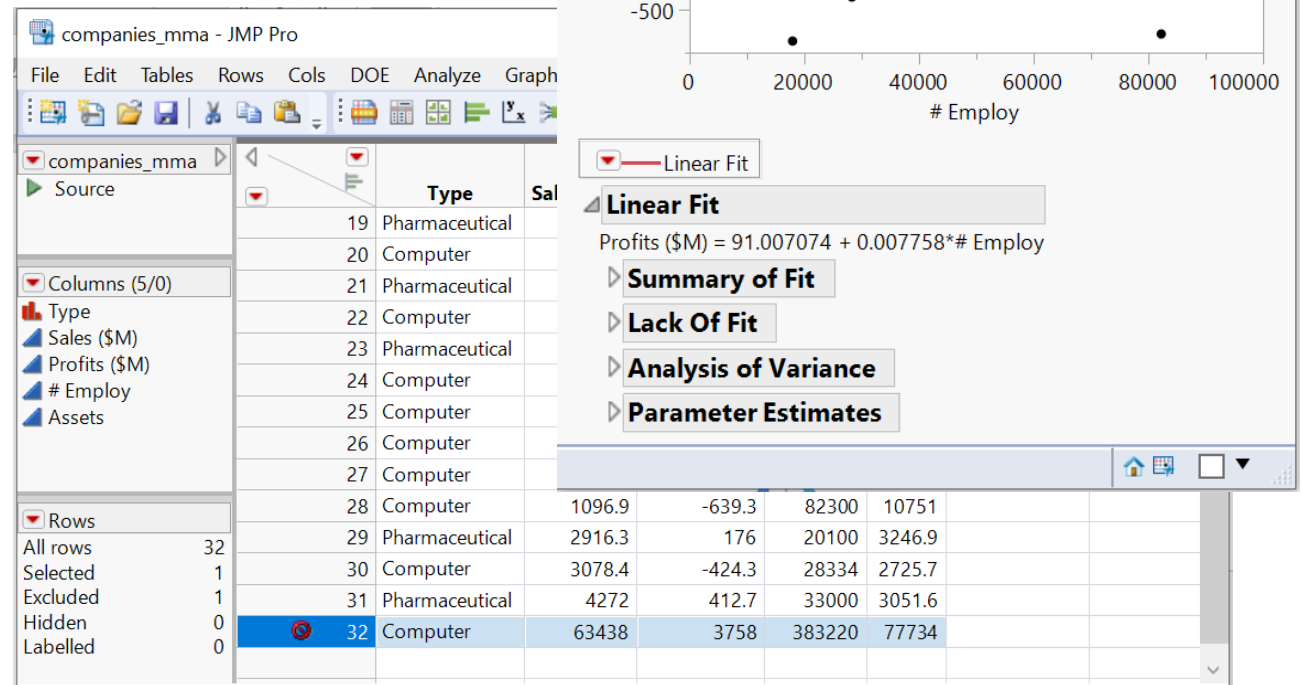 companies_mma - JMP Pro
File Edit Tables Rows Cols DOE Analyze Graph
companies_mma
Source
Columns (5/0)
Type
Sales ($M)
Profits ($M)
# Employ
Assets
Rows
All rows 32
Selected 1
Excluded 1
Hidden 0
Labelled 0
Type Sal
19 Pharmaceutical
20 Computer
21 Pharmaceutical
22 Computer
23 Pharmaceutical
24 Computer
25 Computer
26 Computer
27 Computer
28 Computer 1096.9 -639.3 82300 10751
29 Pharmaceutical 2916.3 176 20100 3246.9
30 Computer 3078.4 -424.3 28334 2725.7
31 Pharmaceutical 4272 412.7 33000 3051.6
32 Computer 63438 3758 383220 77734
-500
0 20000 40000 60000 80000 100000
# Employ
Linear Fit
Linear Fit
Profits ($M) = 91.007074 + 0.007758*# Employ
Summary of Fit
Lack Of Fit
Analysis of Variance
Parameter Estimates